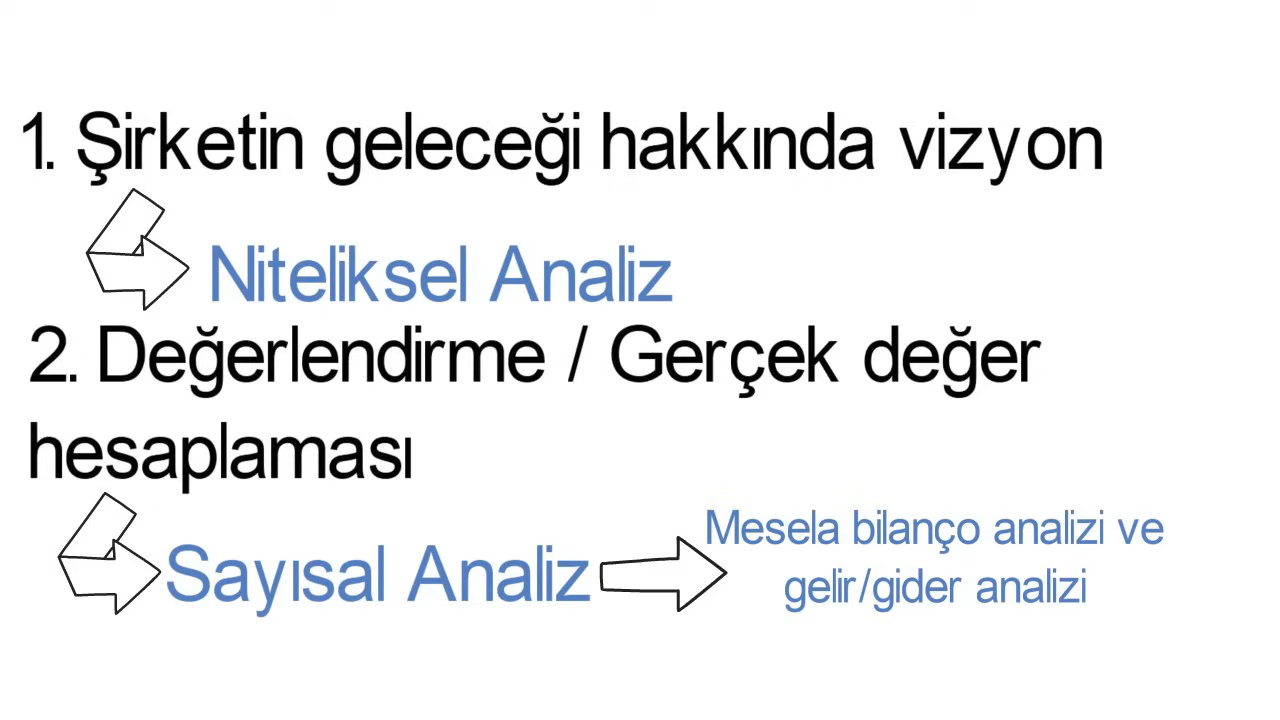 1. Şirketin geleceği hakkında vizyon
Niteliksel Analiz
2. Değerlendirme / Gerçek değer
hesaplaması
Sayısal Analiz
Mesela bilanço analizi ve
gelir/gider analizi